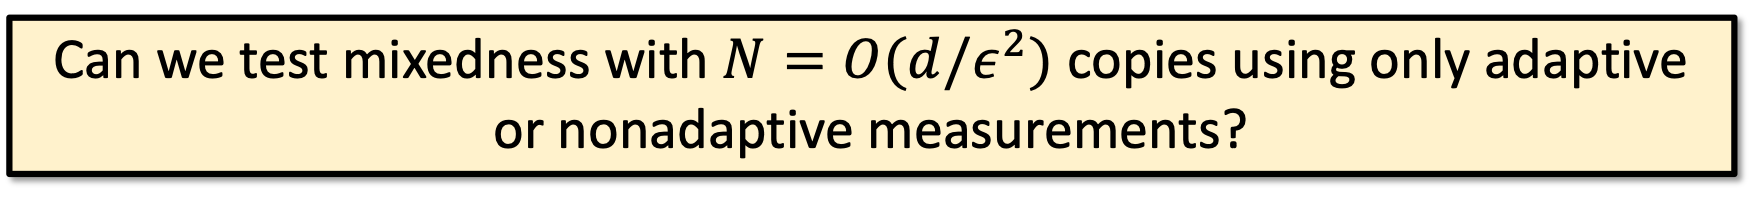 Can we test mixedness with N = O(d/ϵ²) copies using only adaptive
or nonadaptive measurements?